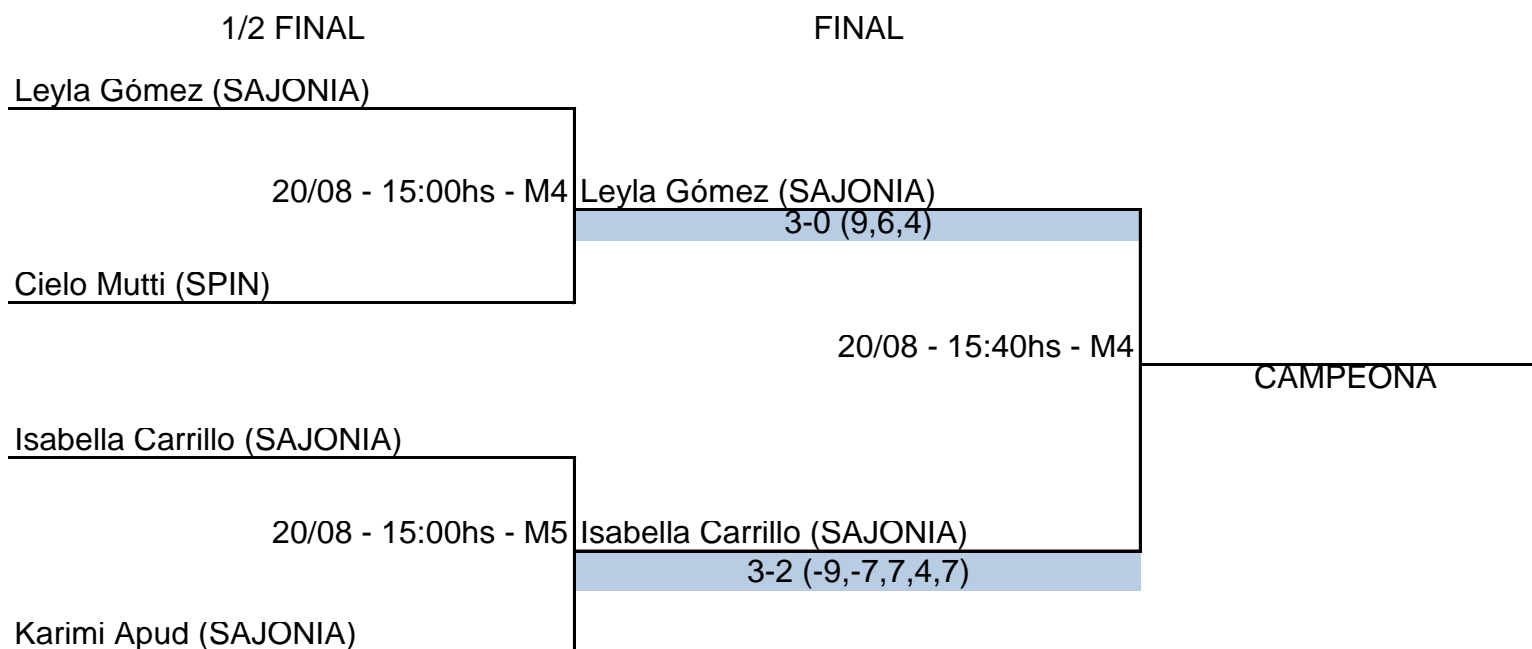 1/2 FINAL
FINAL
Leyla Gómez (SAJONIA)
20/08 - 15:00hs - M4
Leyla Gómez (SAJONIA)
3-0 (9,6,4)
Cielo Mutti (SPIN)
20/08 - 15:40hs - M4
CAMPEONA
Isabella Carrillo (SAJONIA)
20/08 - 15:00hs - M5
Isabella Carrillo (SAJONIA)
3-2 (-9,-7,7,4,7)
Karimi Apud (SAJONIA)